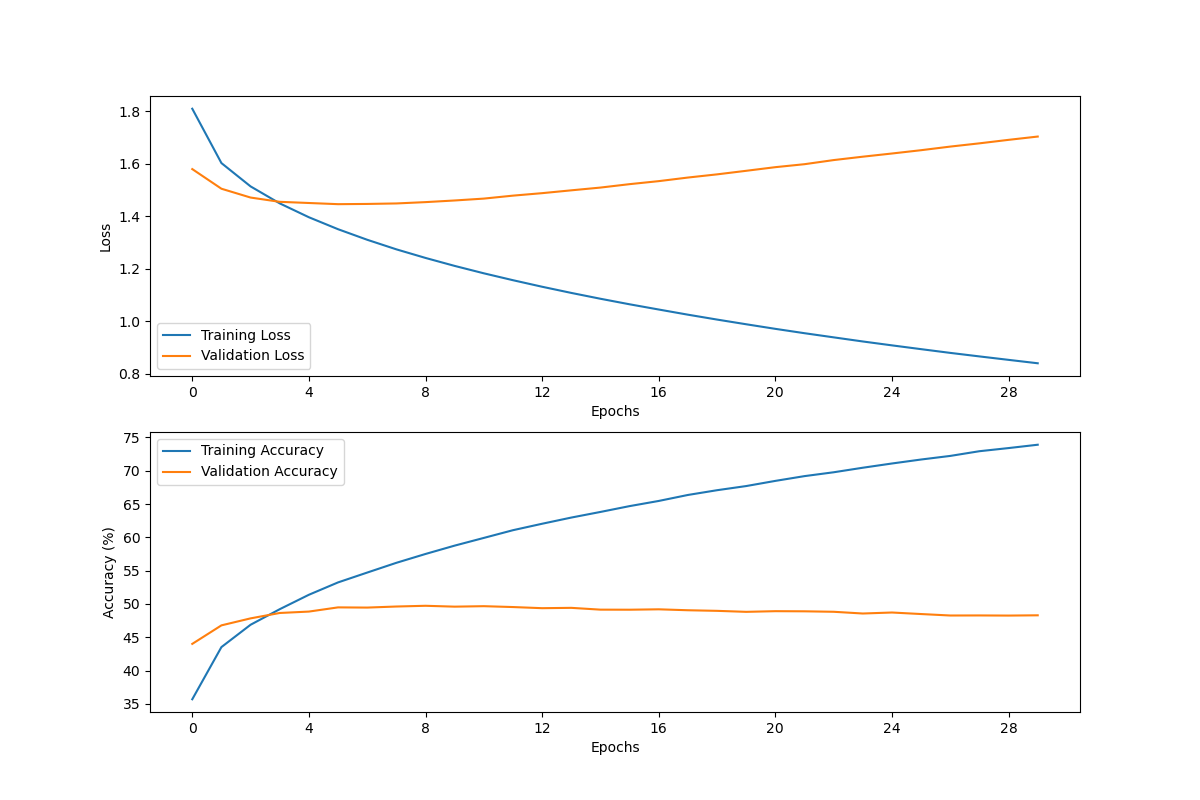 1.8
1.6
1.4
1.2
1.0
0.8
Loss
Training Loss
Validation Loss
0 4 8 12 16 20 24 28
Epochs
75
70
65
60
55
50
45
40
35
Accuracy (%)
Training Accuracy
Validation Accuracy
0 4 8 12 16 20 24 28
Epochs